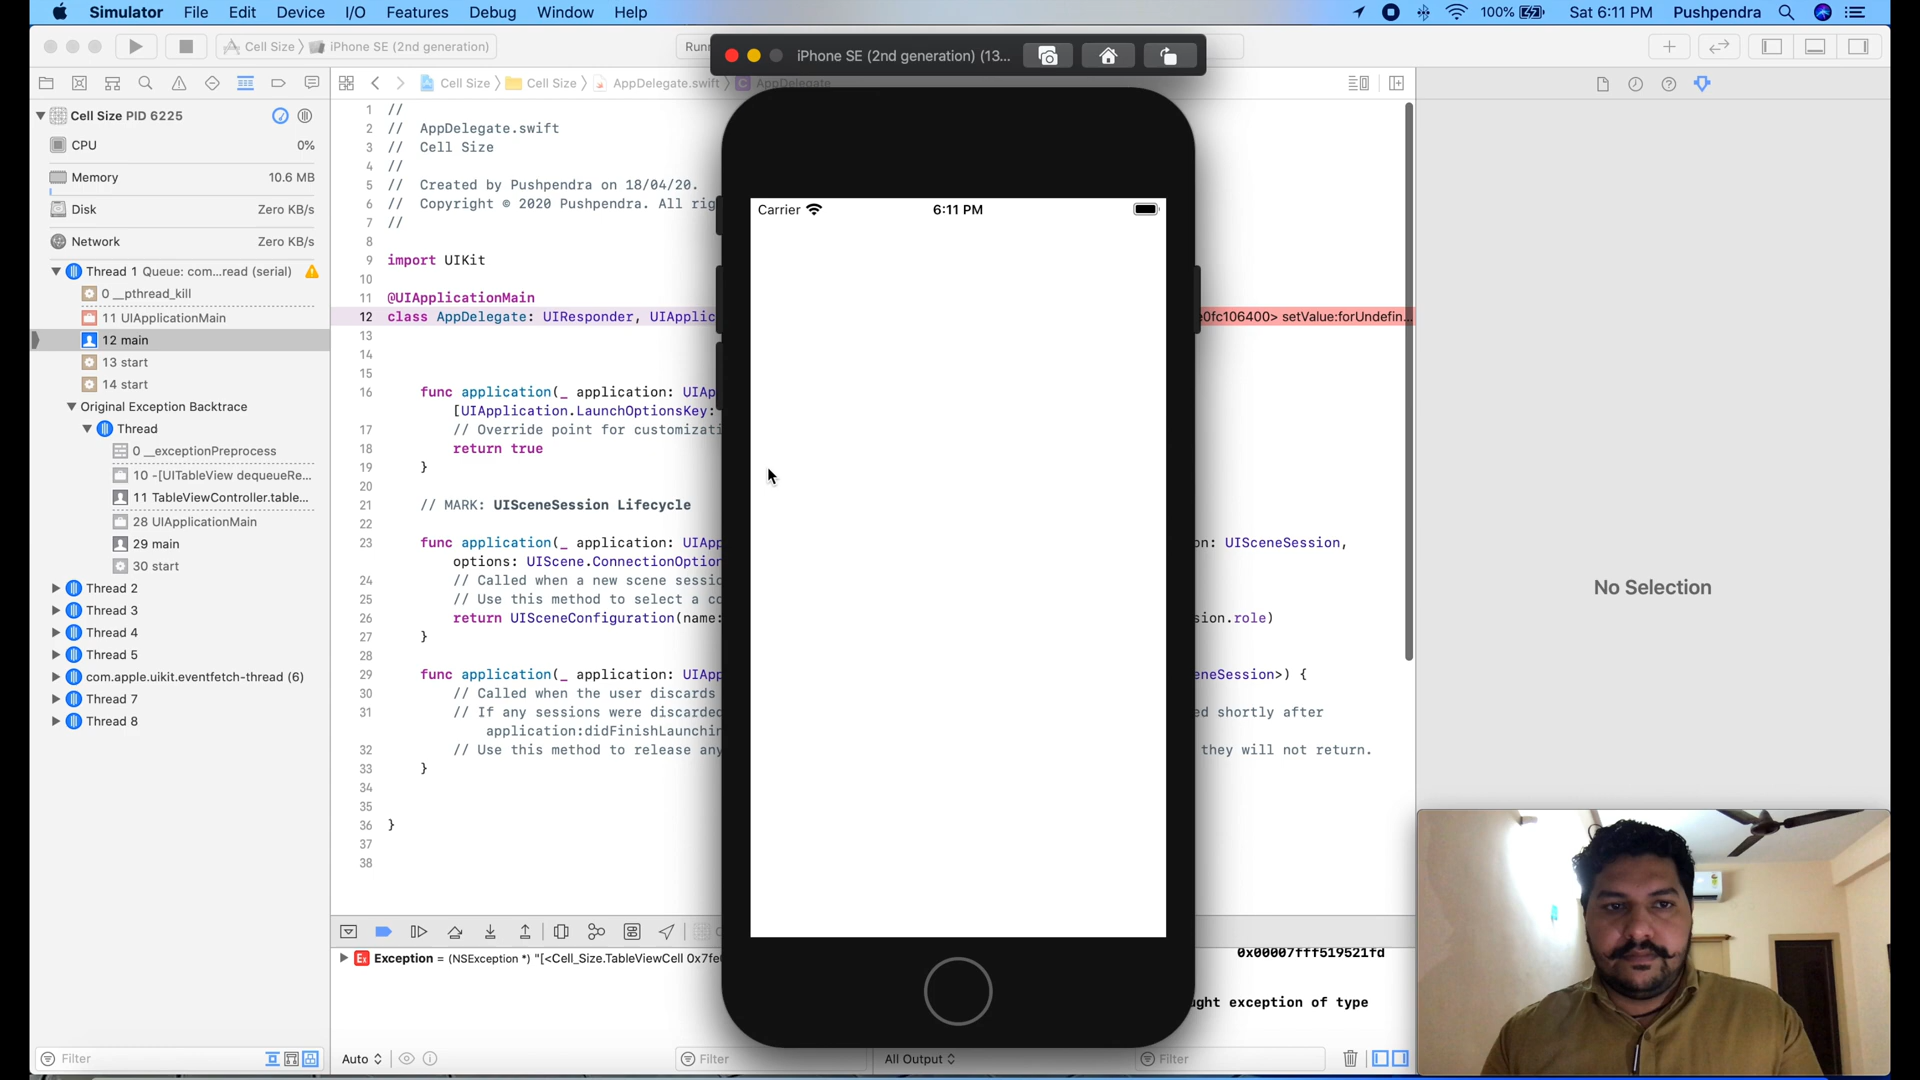 Simulator File Edit Device I/O Features Debug Window Help
100% Sat 6:11 PM Pushpendra
Cell Size iPhone SE (2nd generation)
Runn
iPhone SE (2nd generation) (13...
Cell Size Cell Size AppDelegate.swift AppDelegate
Cell Size PID 6225
CPU 0%
Memory 10.6 MB
Disk Zero KB/s
Network Zero KB/s
Thread 1 Queue: com...read (serial)
0 __pthread_kill
11 UIApplicationMain
12 main
13 start
14 start
Original Exception Backtrace
Thread
0 __exceptionPreprocess
10 -[UITableView dequeueRe...
11 TableViewController.table...
28 UIApplicationMain
29 main
30 start
Thread 2
Thread 3
Thread 4
Thread 5
com.apple.uikit.eventfetch-thread (6)
Thread 7
Thread 8
Filter
1 //
2 // AppDelegate.swift
3 // Cell Size
4 //
5 // Created by Pushpendra on 18/04/20.
6 // Copyright © 2020 Pushpendra. All rig
7 //
8
9 import UIKit
10
11 @UIApplicationMain
12 class AppDelegate: UIResponder, UIApplic 0fc106400> setValue:forUndefin...
13
14
15
16 func application(_ application: UIAp
[UIApplication.LaunchOptionsKey:
17 // Override point for customizati
18 return true
19 }
20
21 // MARK: UISceneSession Lifecycle
22
23 func application(_ application: UIApp on: UISceneSession,
options: UIScene.ConnectionOption
24 // Called when a new scene sessio
25 // Use this method to select a co
26 return UISceneConfiguration(name: sion.role)
27 }
28
29 func application(_ application: UIAp eneSession>) {
30 // Called when the user discards
31 // If any sessions were discarded ed shortly after
application:didFinishLaunchin
32 // Use this method to release any they will not return.
33 }
34
35
36 }
37
38
Carrier 6:11 PM
No Selection
Exception = (NSException *) "[<Cell_Size.TableViewCell 0x7fe
0x00007fff519521fd
ght exception of type
Auto Filter All Output Filter